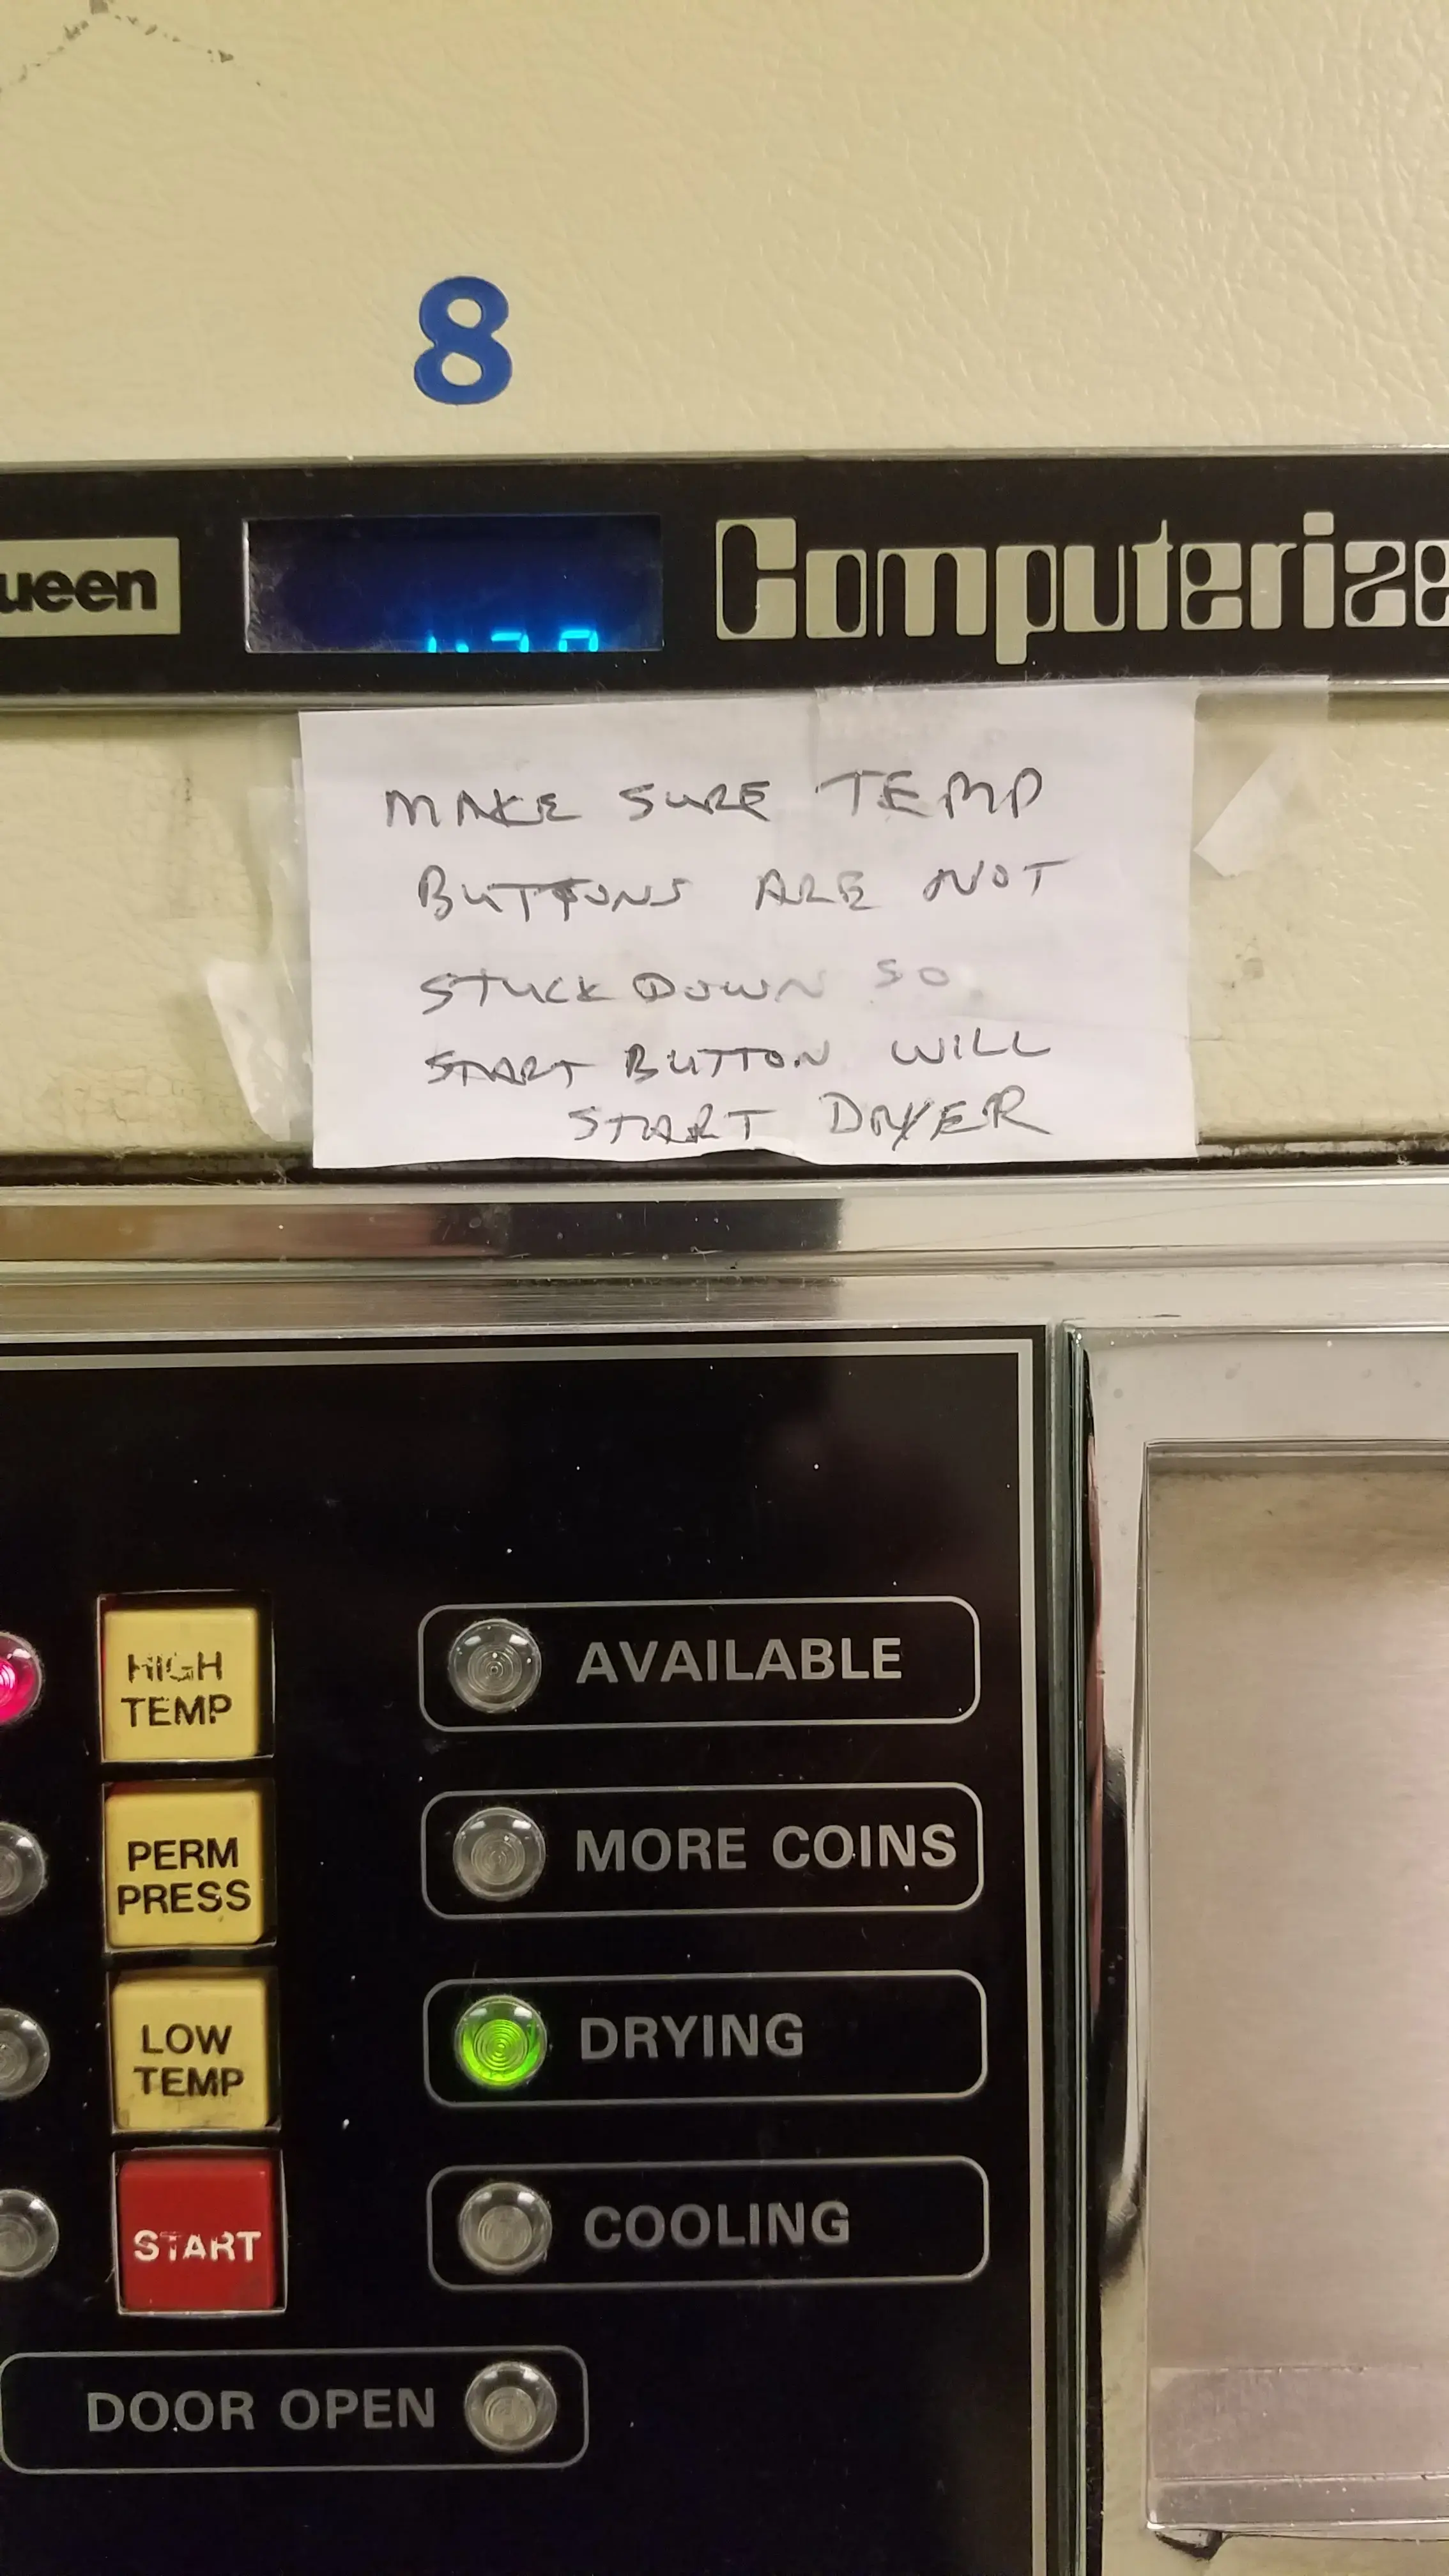 8
ueen
Computerize
MAKE SURE TEMP
BUTTONS ARE NOT
STUCK DOWN SO
START BUTTON WILL
START DRYER
HIGH
TEMP
AVAILABLE
PERM
PRESS
MORE COINS
LOW
TEMP
DRYING
START
COOLING
DOOR OPEN